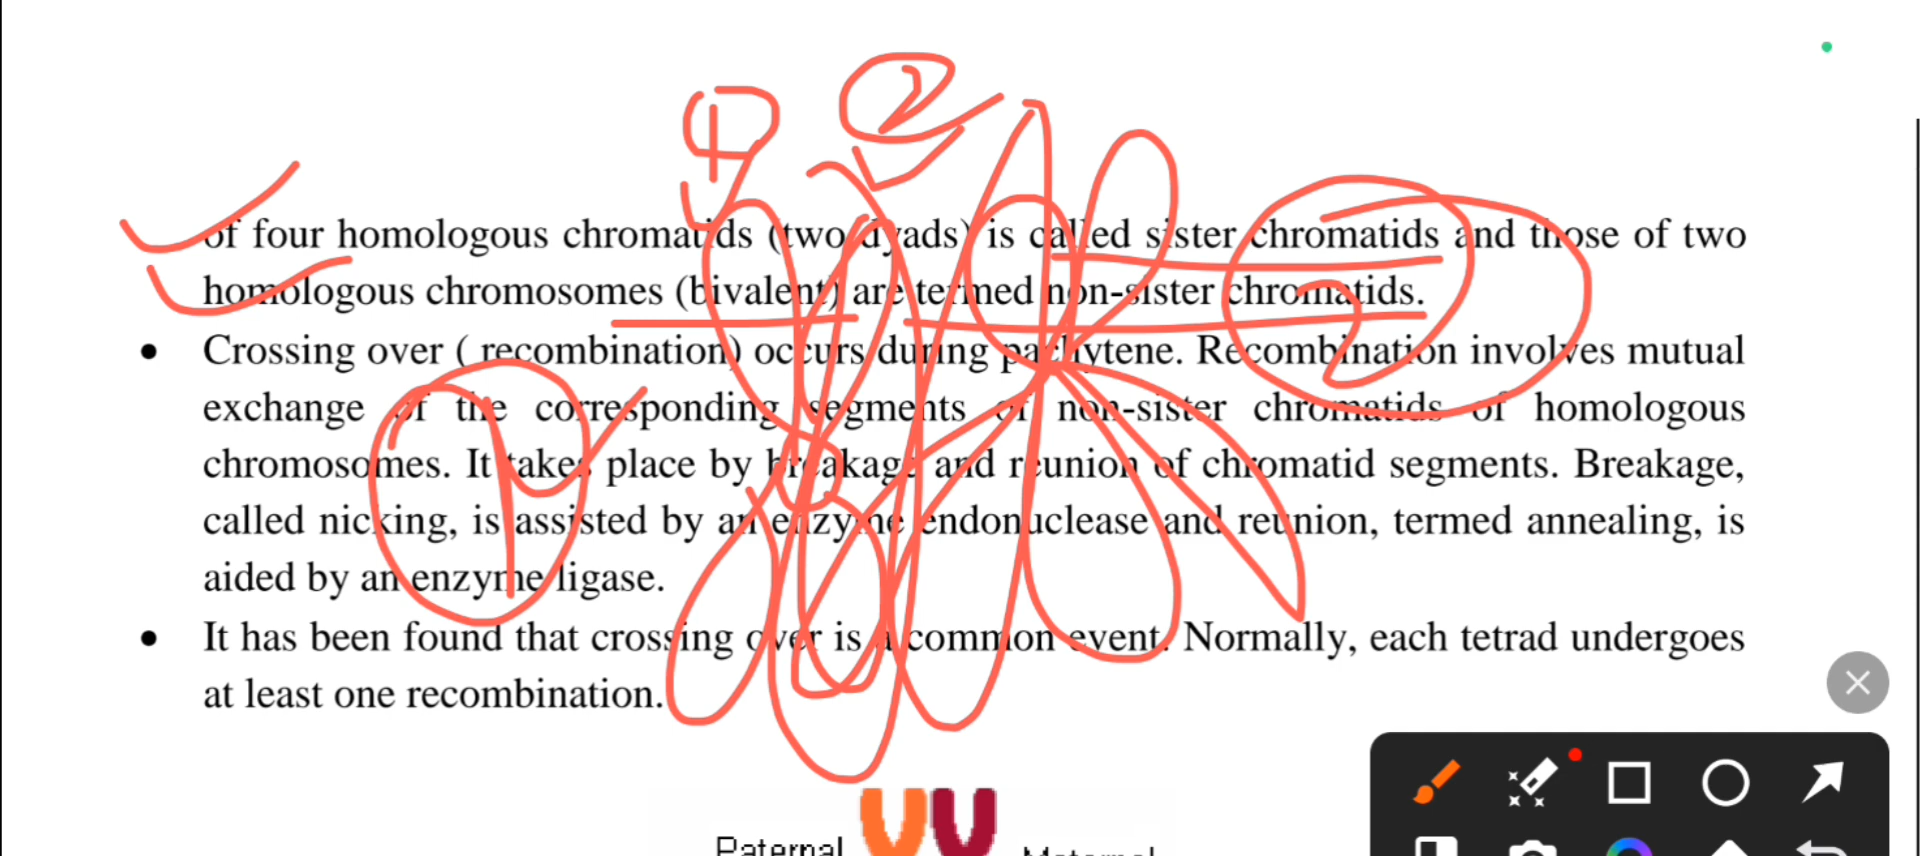 1
2
of four homologous chromatids (two dyads) is called sister chromatids and those of two
homologous chromosomes (bivalent) are termed non-sister chromatids.
2
● Crossing over ( recombination) occurs during pachytene. Recombination involves mutual
exchange of the corresponding segments of non-sister chromatids of homologous
chromosomes. It takes place by breakage and reunion of chromatid segments. Breakage,
called nicking, is assisted by an enzyme endonuclease and reunion, termed annealing, is
aided by an enzyme ligase.
● It has been found that crossing over is a common event. Normally, each tetrad undergoes
at least one recombination.
Paternal Maternal